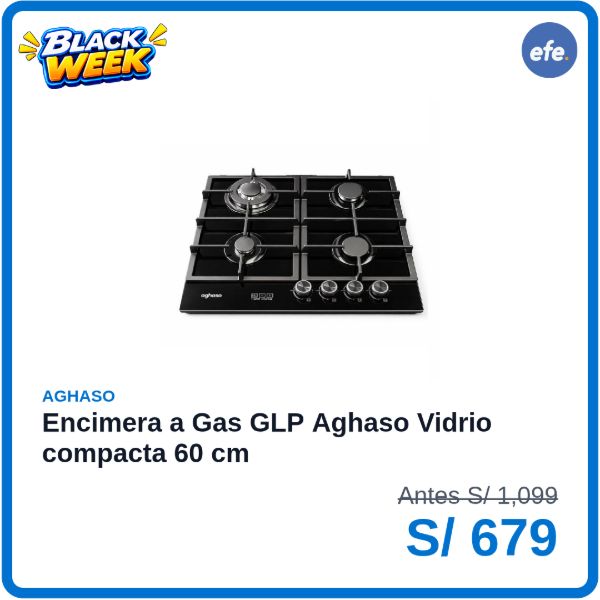 BLACK
WEEK
efe.
aghaso
AGHASO
Encimera a Gas GLP Aghaso Vidrio
compacta 60 cm
Antes S/ 1,099
S/ 679